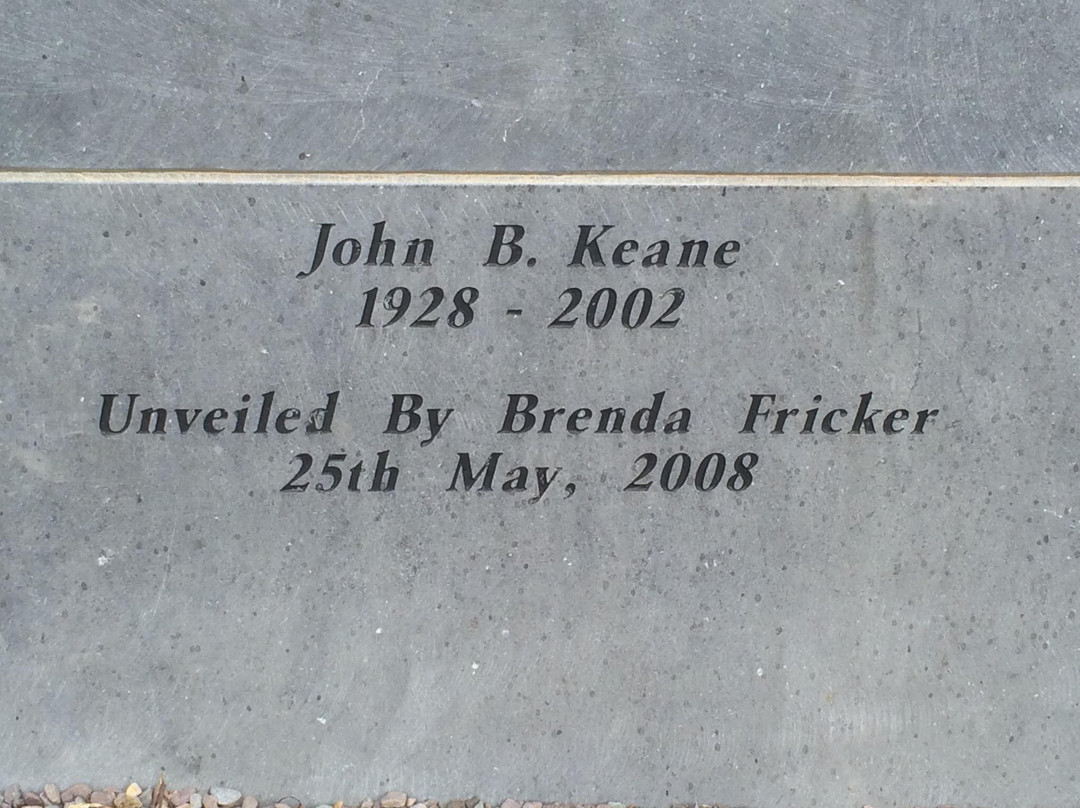 John B. Keane
1928 - 2002
Unveiled By Brenda Fricker
25th May, 2008